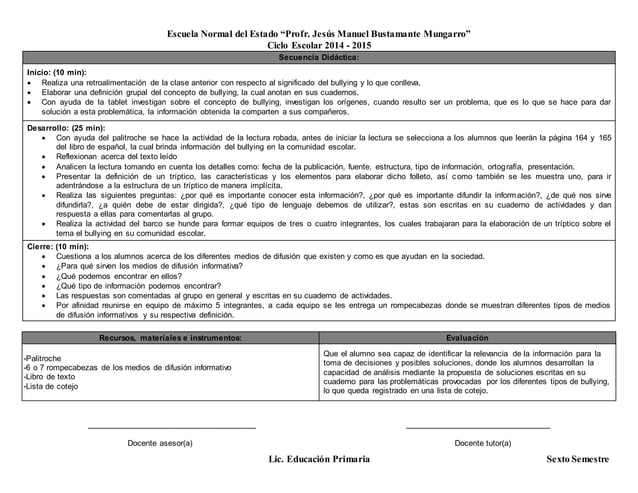 Escuela Normal del Estado “Profr. Jesús Manuel Bustamante Mungarro”
Ciclo Escolar 2014 - 2015
Secuencia Didáctica:
Inicio: (10 min):
• Realiza una retroalimentación de la clase anterior con respecto al significado del bullying y lo que conlleva.
• Elaborar una definición grupal del concepto de bullying, la cual anotan en sus cuadernos.
• Con ayuda de la tablet investigan sobre el concepto de bullying, investigan los orígenes, cuando resulto ser un problema, que es lo que se hace para dar
solución a esta problemática, la información obtenida la comparten a sus compañeros.
Desarrollo: (25 min):
• Con ayuda del palitroche se hace la actividad de la lectura robada, antes de iniciar la lectura se selecciona a los alumnos que leerán la página 164 y 165
del libro de español, la cual brinda información del bullying en la comunidad escolar.
• Reflexionan acerca del texto leído
• Analicen la lectura tomando en cuenta los detalles como: fecha de la publicación, fuente, estructura, tipo de información, ortografía, presentación.
• Presentar la definición de un tríptico, las características y los elementos para elaborar dicho folleto, así como también se les muestra uno, para ir
adentrándose a la estructura de un tríptico de manera implícita.
• Realiza las siguientes preguntas: ¿por qué es importante conocer esta información?, ¿por qué es importante difundir la información?, ¿de qué nos sirve
difundirla?, ¿a quién debe de estar dirigida?, ¿qué tipo de lenguaje debemos de utilizar?, estas son escritas en su cuaderno de actividades y dan
respuesta a ellas para comentarlas al grupo.
• Realiza la actividad del barco se hunde para formar equipos de tres o cuatro integrantes, los cuales trabajaran para la elaboración de un tríptico sobre el
tema el bullying en su comunidad escolar.
Cierre: (10 min):
• Cuestiona a los alumnos acerca de los diferentes medios de difusión que existen y como es que ayudan en la sociedad.
• ¿Para qué sirven los medios de difusión informativa?
• ¿Qué podemos encontrar en ellos?
• ¿Qué tipo de información podemos encontrar?
• Las respuestas son comentadas al grupo en general y escritas en su cuaderno de actividades.
• Por afinidad reunirse en equipo de máximo 5 integrantes, a cada equipo se les entrega un rompecabezas donde se muestran diferentes tipos de medios
de difusión informativos y su respectiva definición.
Recursos, materiales e instrumentos:
Evaluación
-Palitroche
-6 o 7 rompecabezas de los medios de difusión informativo
-Libro de texto
-Lista de cotejo
Que el alumno sea capaz de identificar la relevancia de la información para la
toma de decisiones y posibles soluciones, donde los alumnos desarrollan la
capacidad de análisis mediante la propuesta de soluciones escritas en su
cuaderno para las problemáticas provocadas por los diferentes tipos de bullying,
lo que queda registrado en una lista de cotejo.
Docente asesor(a)
Docente tutor(a)
Lic. Educación Primaria
Sexto Semestre